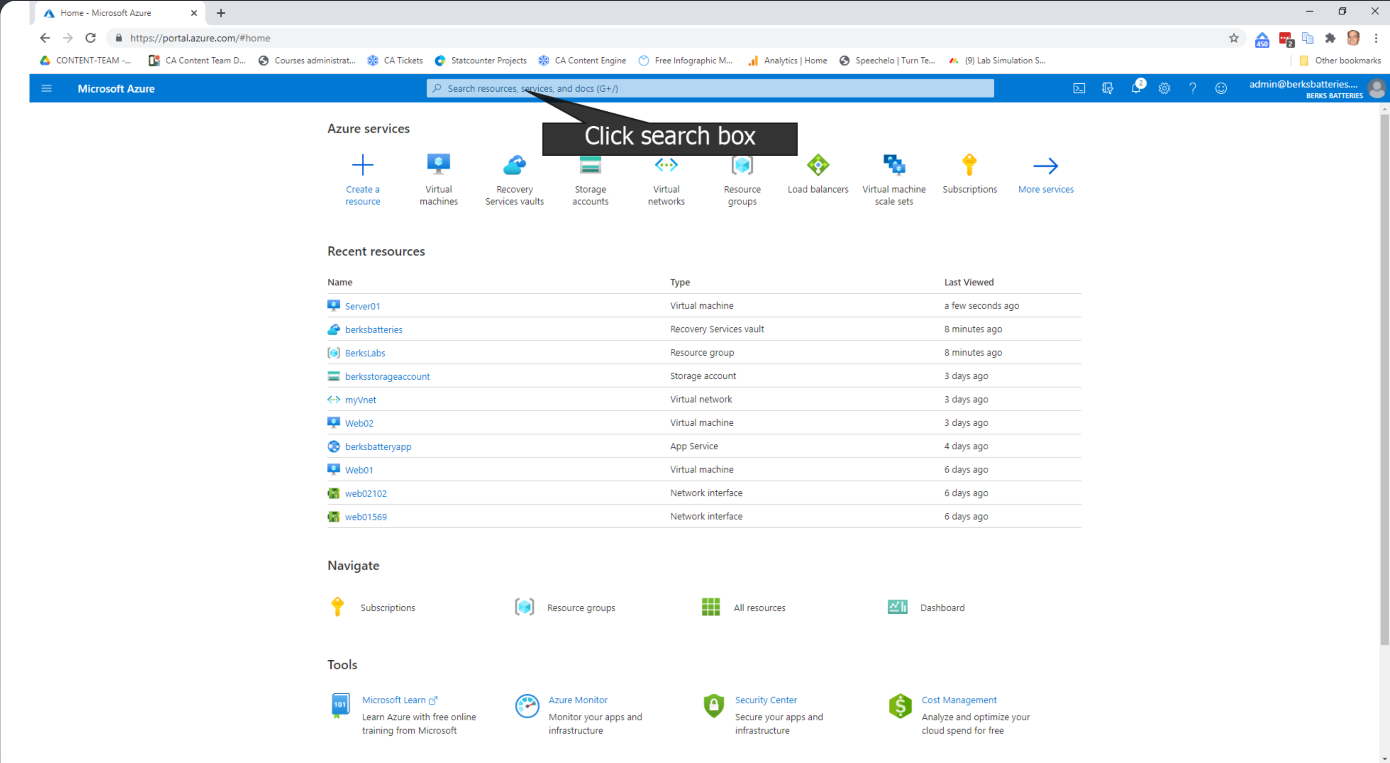 Home - Microsoft Azure
https://portal.azure.com/#home
450
2
CONTENT-TEAM -...
CA Content Team D...
Courses administrat...
CA Tickets
Statcounter Projects
CA Content Engine
Free Infographic M...
Analytics | Home
Speechelo | Turn Te...
(9) Lab Simulation S...
Other bookmarks
Microsoft Azure
Search resources, services, and docs (G+/)
2
admin@berksbatteries....
BERKS BATTERIES
Click search box
Azure services
Create a
resource
Virtual
machines
Recovery
Services vaults
Storage
accounts
Virtual
networks
Resource
groups
Load balancers
Virtual machine
scale sets
Subscriptions
More services
Recent resources
Name Type Last Viewed
Server01 Virtual machine a few seconds ago
berksbatteries Recovery Services vault 8 minutes ago
BerksLabs Resource group 8 minutes ago
berksstorageaccount Storage account 3 days ago
myVnet Virtual network 3 days ago
Web02 Virtual machine 3 days ago
berksbatteryapp App Service 4 days ago
Web01 Virtual machine 6 days ago
web02102 Network interface 6 days ago
web01569 Network interface 6 days ago
Navigate
Subscriptions
Resource groups
All resources
Dashboard
Tools
101
Microsoft Learn
Learn Azure with free online
training from Microsoft
Azure Monitor
Monitor your apps and
infrastructure
Security Center
Secure your apps and
infrastructure
Cost Management
Analyze and optimize your
cloud spend for free